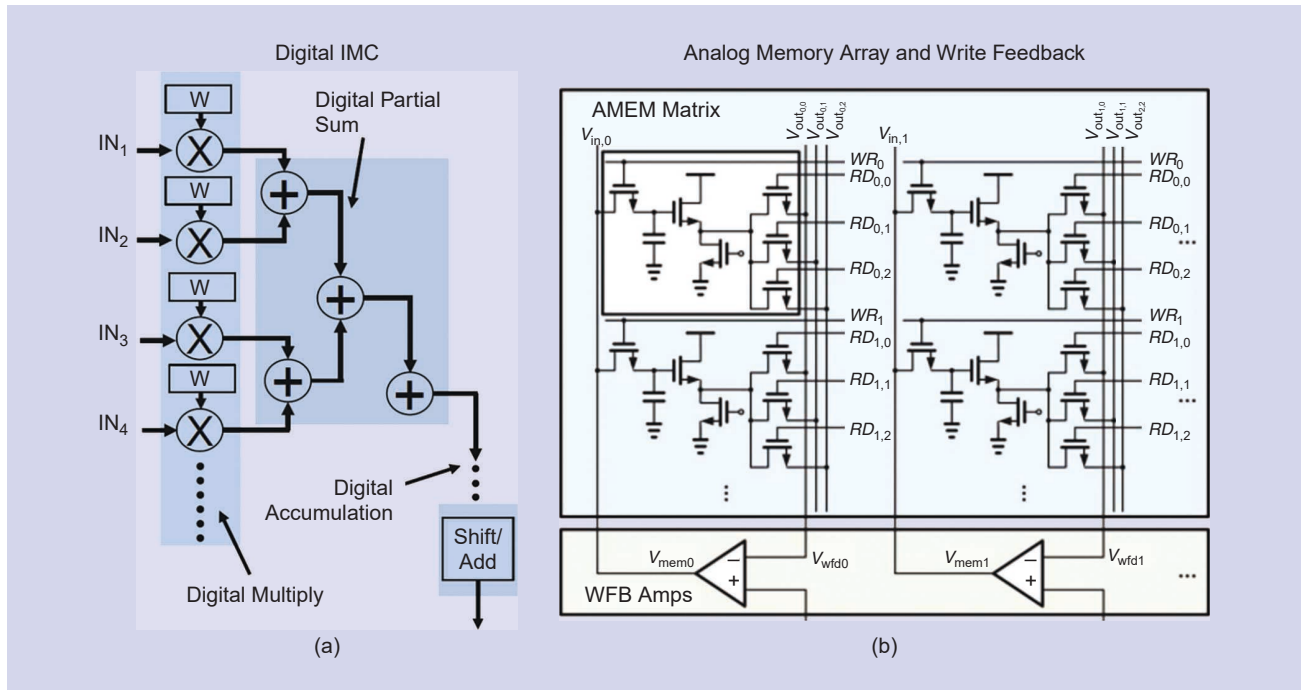 Digital IMC
W
IN1
X
Digital Partial
Sum
+
W
IN2
X
+
W
IN3
X
+
W
+
IN4
X
Digital
Accumulation
Shift/
Add
Digital Multiply
(a)
Analog Memory Array and Write Feedback
AMEM Matrix
Vin,0
Vout0,0
Vout0,1
Vout0,2
Vin,1
Vout1,0
Vout1,1
Vout2,2
WR0
RD0,0
RD0,1
RD0,2
WR1
RD1,0
RD1,1
RD1,2
WR0
RD0,0
RD0,1
...
RD0,2
WR1
RD1,0
RD1,1
...
RD1,2
Vmem0
−
+
Vwfd0
Vmem1
−
+
Vwfd1
...
WFB Amps
(b)